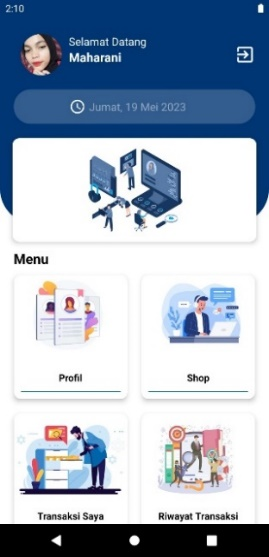 2:10
Selamat Datang
Maharani
Jumat, 19 Mei 2023
Menu
Profil
Shop
Transaksi Saya
Riwayat Transaksi